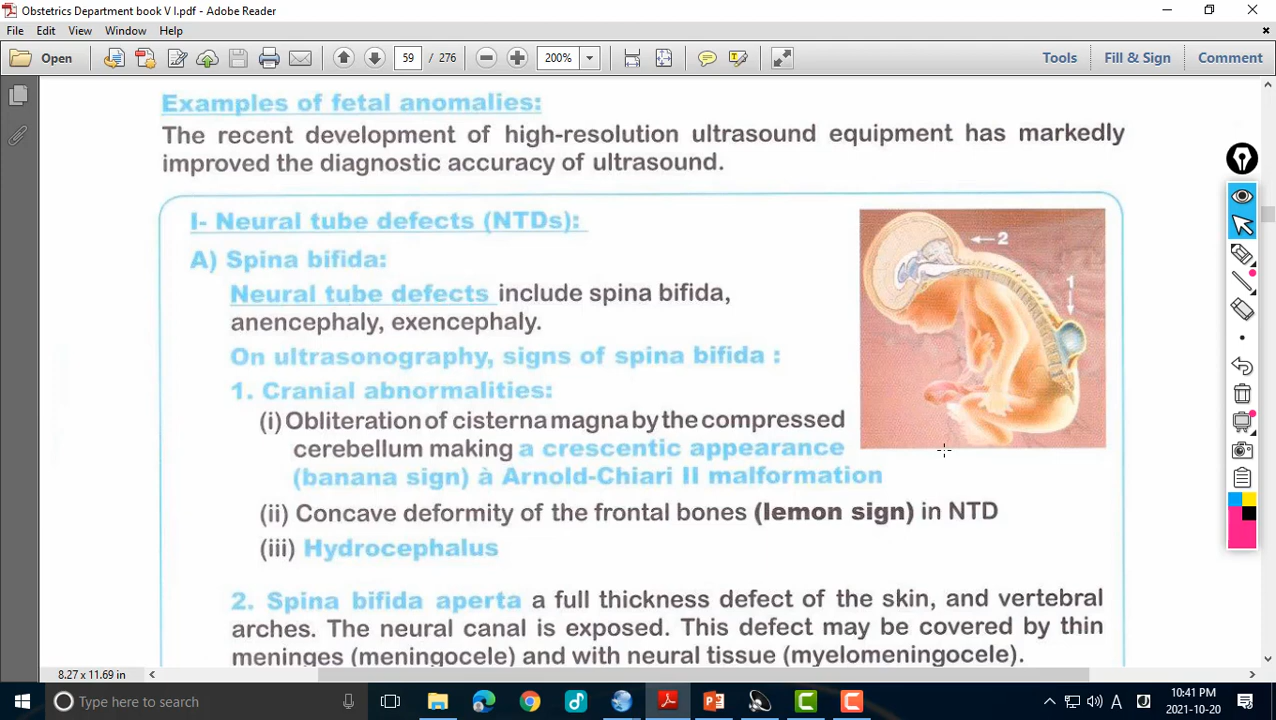 Obstetrics Department book V I.pdf - Adobe Reader
File Edit View Window Help
Open 59 / 276 200% Tools Fill & Sign Comment
Examples of fetal anomalies:
The recent development of high-resolution ultrasound equipment has markedly
improved the diagnostic accuracy of ultrasound.
I- Neural tube defects (NTDs):
2
A) Spina bifida:
1
Neural tube defects include spina bifida,
anencephaly, exencephaly.
On ultrasonography, signs of spina bifida :
1. Cranial abnormalities:
(i) Obliteration of cisterna magna by the compressed
cerebellum making a crescentic appearance
(banana sign) à Arnold-Chiari II malformation
(ii) Concave deformity of the frontal bones (lemon sign) in NTD
(iii) Hydrocephalus
2. Spina bifida aperta a full thickness defect of the skin, and vertebral
arches. The neural canal is exposed. This defect may be covered by thin
meninges (meningocele) and with neural tissue (myelomeningocele).
8.27 x 11.69 in
Type here to search
A
10:41 PM
2021-10-20